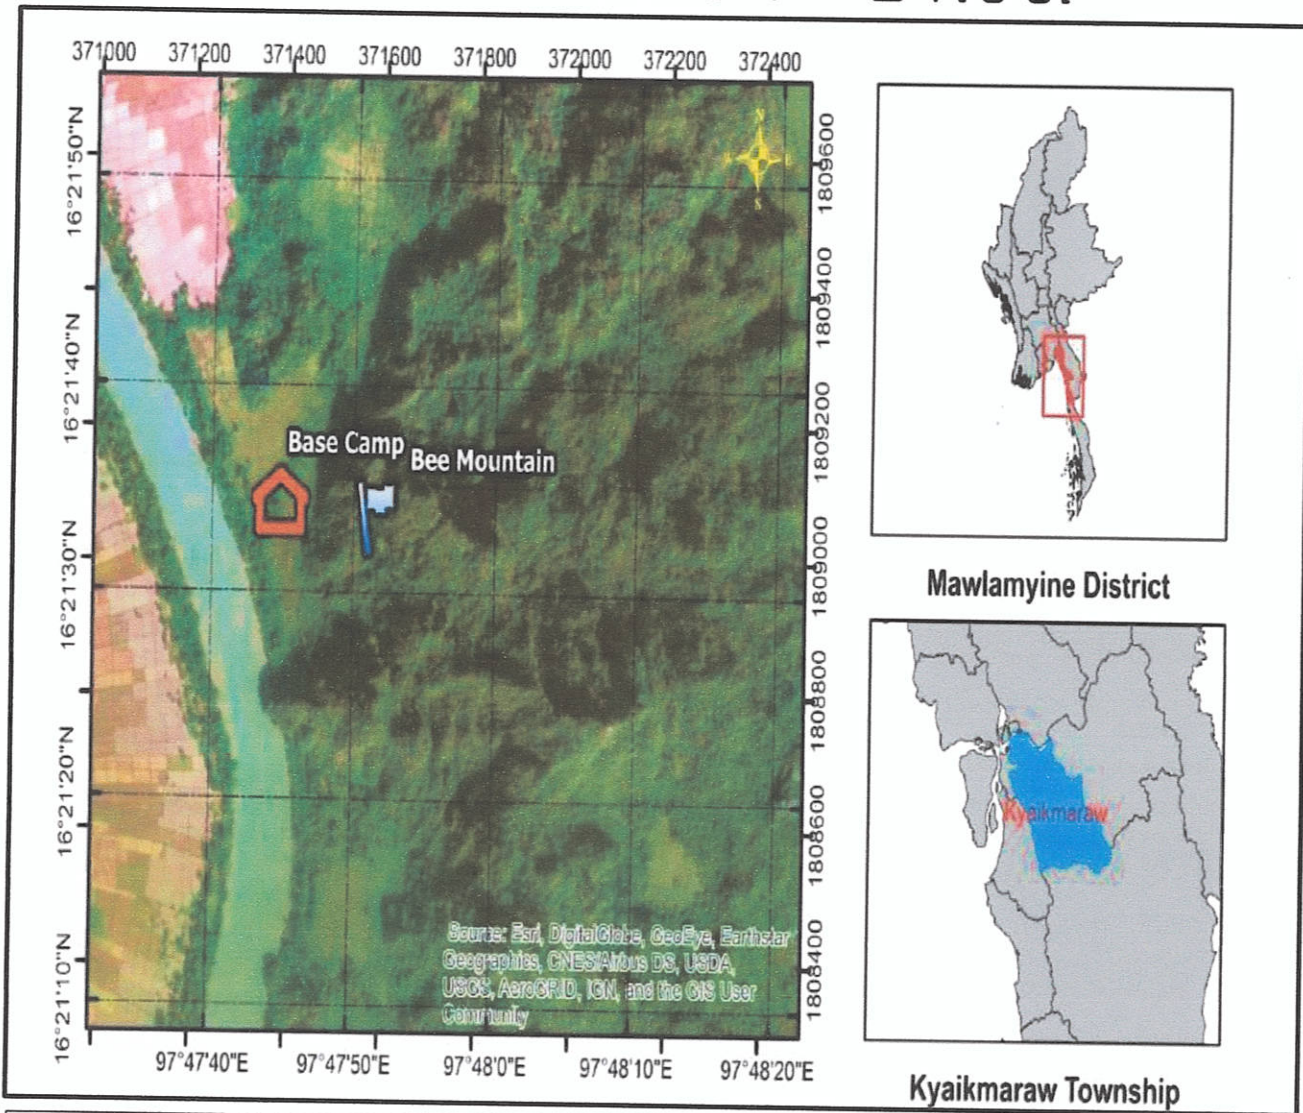 371000 371200 371400 371600 371800 372000 372200 372400
16°21'50"N
16°21'40"N
16°21'30"N
16°21'20"N
16°21'10"N
N
S
Base Camp
Bee Mountain
Source: Esri, DigitalGlobe, GeoEye, Earthstar
Geographics, CNES/Airbus DS, USDA,
USGS, AeroGRID, IGN, and the GIS User
Community
1809600
1809400
1809200
1809000
1808800
1808600
1808400
97°47'40"E 97°47'50"E 97°48'0"E 97°48'10"E 97°48'20"E
Mawlamyine District
Kyaikmaraw
Kyaikmaraw Township